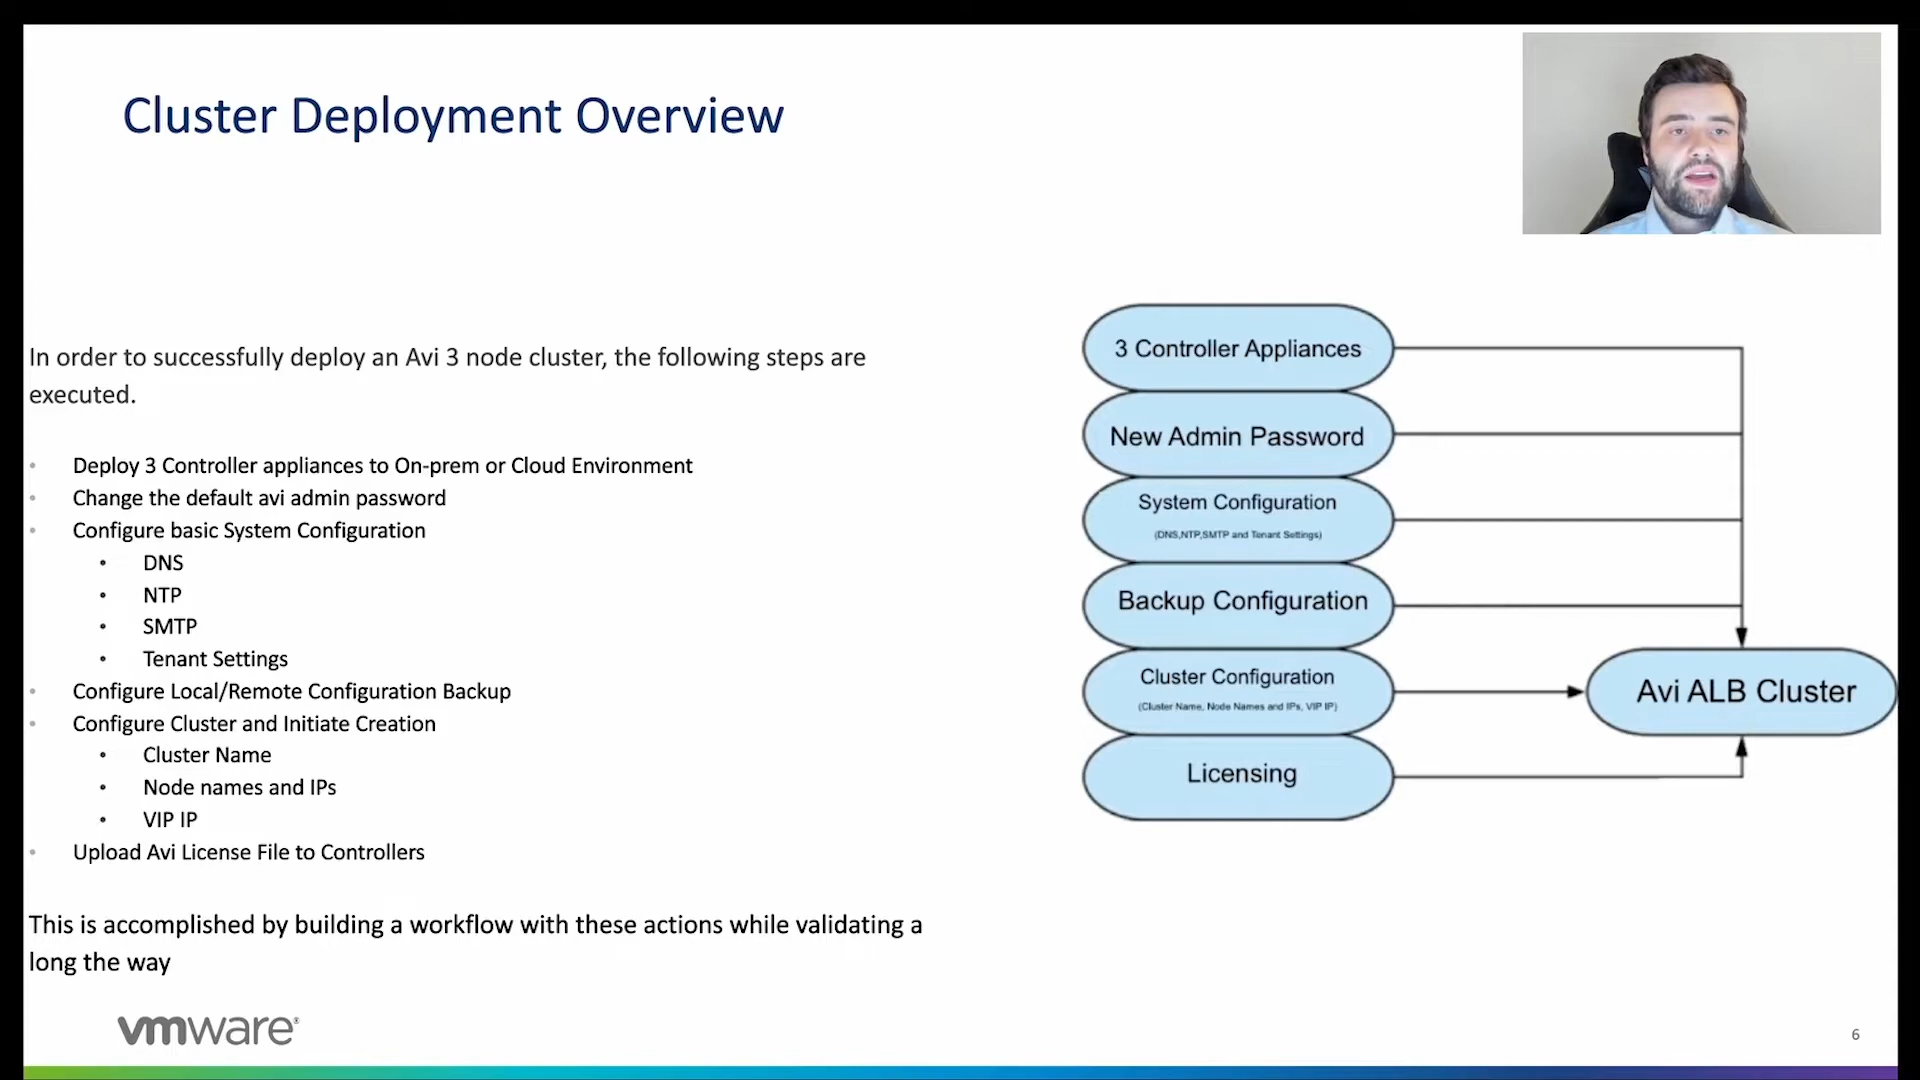 Cluster Deployment Overview
In order to successfully deploy an Avi 3 node cluster, the following steps are
executed.
• Deploy 3 Controller appliances to On-prem or Cloud Environment
• Change the default avi admin password
• Configure basic System Configuration
• DNS
• NTP
• SMTP
• Tenant Settings
• Configure Local/Remote Configuration Backup
• Configure Cluster and Initiate Creation
• Cluster Name
• Node names and IPs
• VIP IP
• Upload Avi License File to Controllers
This is accomplished by building a workflow with these actions while validating a
long the way
3 Controller Appliances
New Admin Password
System Configuration
(DNS,NTP,SMTP and Tenant Settings)
Backup Configuration
Cluster Configuration
(Cluster Name, Node Names and IPs, VIP IP)
Licensing
Avi ALB Cluster
vmware®
6